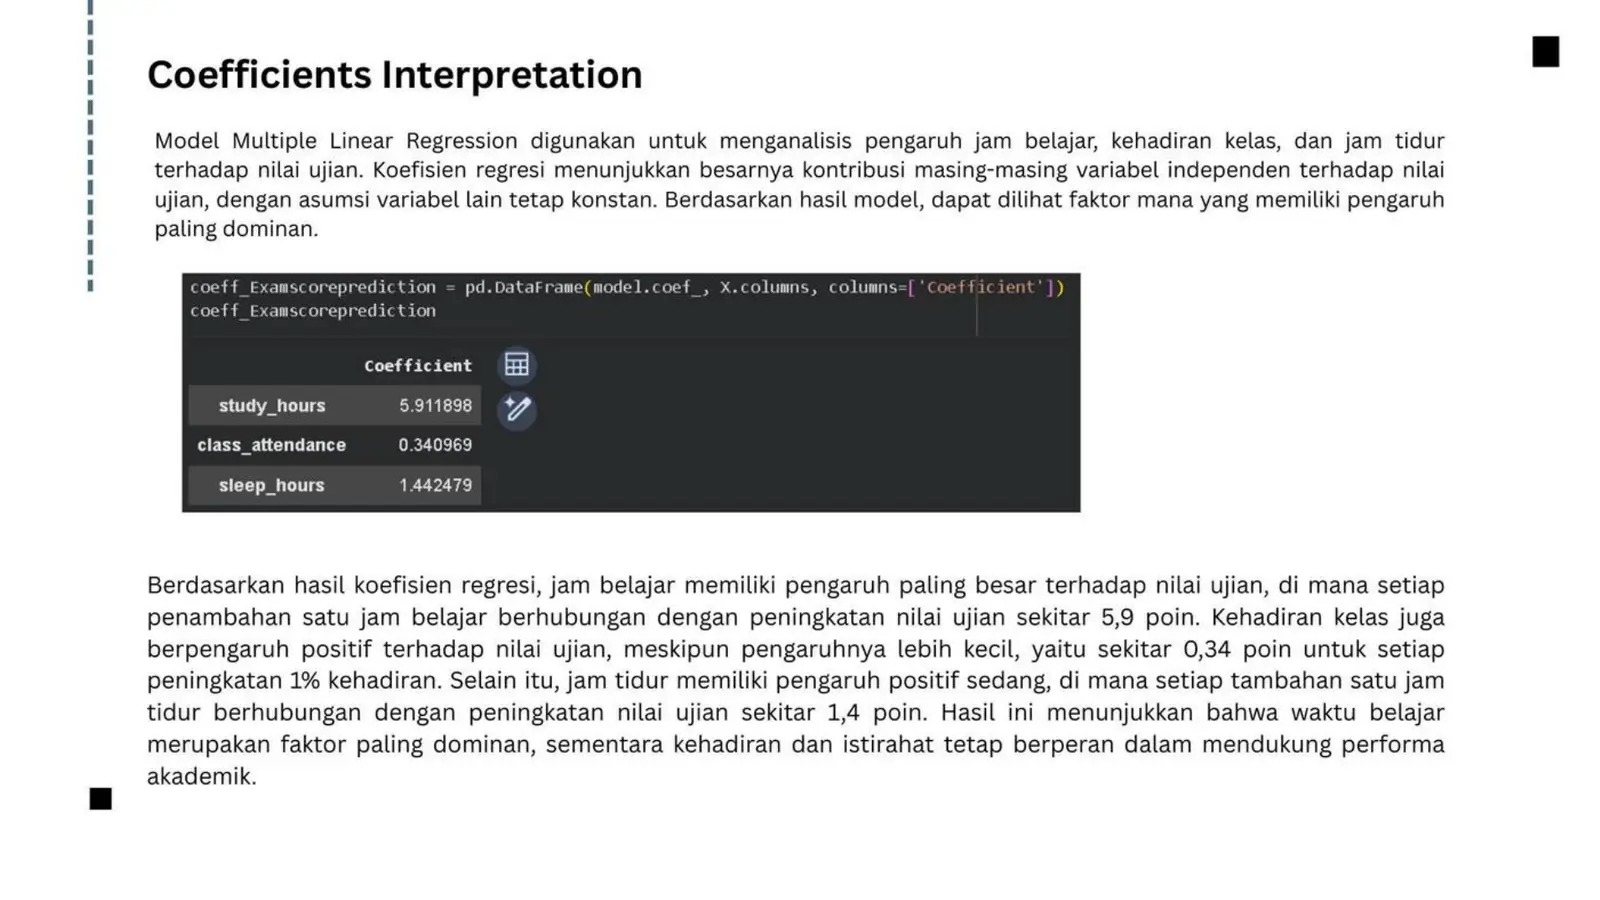 Coefficients Interpretation
Model Multiple Linear Regression digunakan untuk menganalisis pengaruh jam belajar, kehadiran kelas, dan jam tidur
terhadap nilai ujian. Koefisien regresi menunjukkan besarnya kontribusi masing-masing variabel independen terhadap nilai
ujian, dengan asumsi variabel lain tetap konstan. Berdasarkan hasil model, dapat dilihat faktor mana yang memiliki pengaruh
paling dominan.
coeff_Examscoreprediction = pd.DataFrame(model.coef_, X.columns, columns=['Coefficient'])
coeff_Examscoreprediction
Coefficient
study_hours 5.911898
class_attendance 0.340969
sleep_hours 1.442479
Berdasarkan hasil koefisien regresi, jam belajar memiliki pengaruh paling besar terhadap nilai ujian, di mana setiap
penambahan satu jam belajar berhubungan dengan peningkatan nilai ujian sekitar 5,9 poin. Kehadiran kelas juga
berpengaruh positif terhadap nilai ujian, meskipun pengaruhnya lebih kecil, yaitu sekitar 0,34 poin untuk setiap
peningkatan 1% kehadiran. Selain itu, jam tidur memiliki pengaruh positif sedang, di mana setiap tambahan satu jam
tidur berhubungan dengan peningkatan nilai ujian sekitar 1,4 poin. Hasil ini menunjukkan bahwa waktu belajar
merupakan faktor paling dominan, sementara kehadiran dan istirahat tetap berperan dalam mendukung performa
akademik.